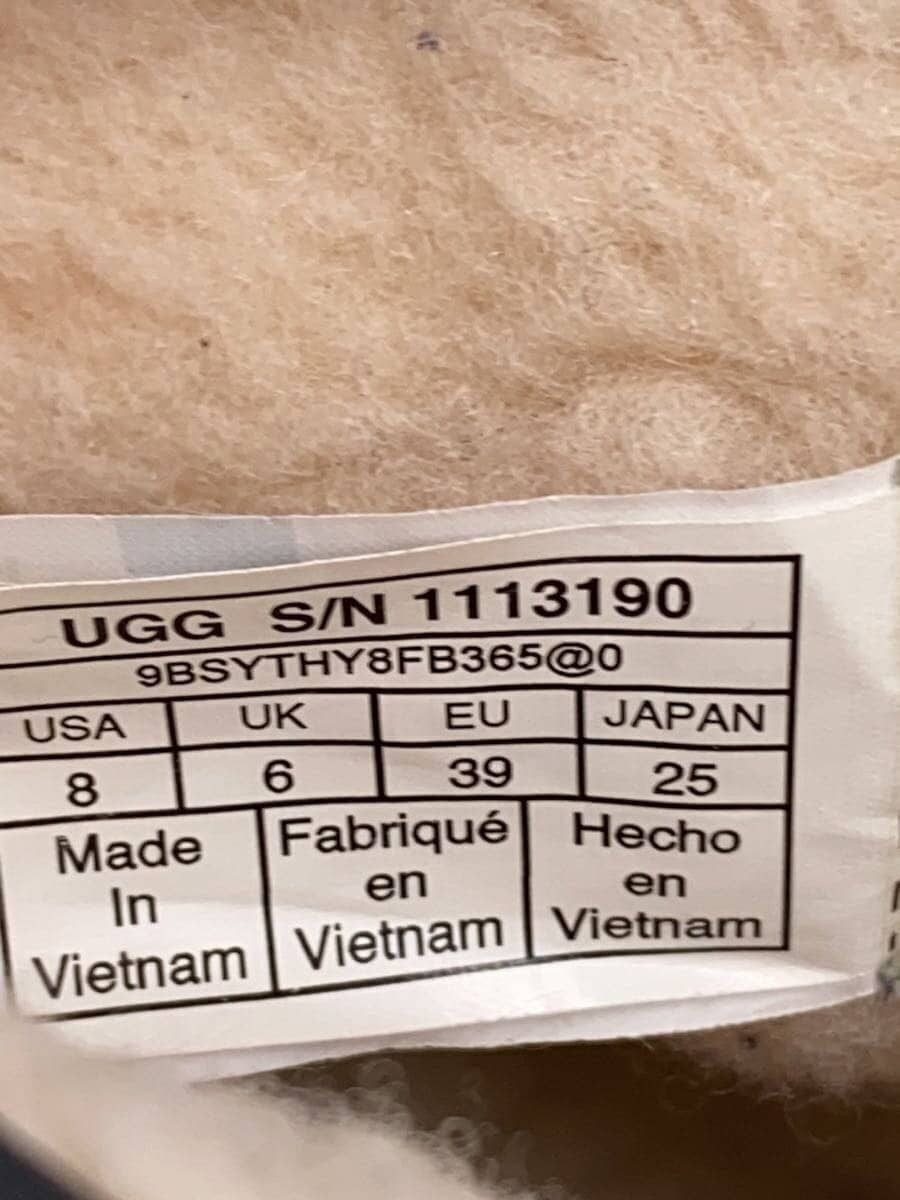 UGG S/N 1113190
9BSYTHY8FB365@0
USA UK EU JAPAN
8 6 39 25
Made Fabriqué Hecho
In en en
Vietnam Vietnam Vietnam